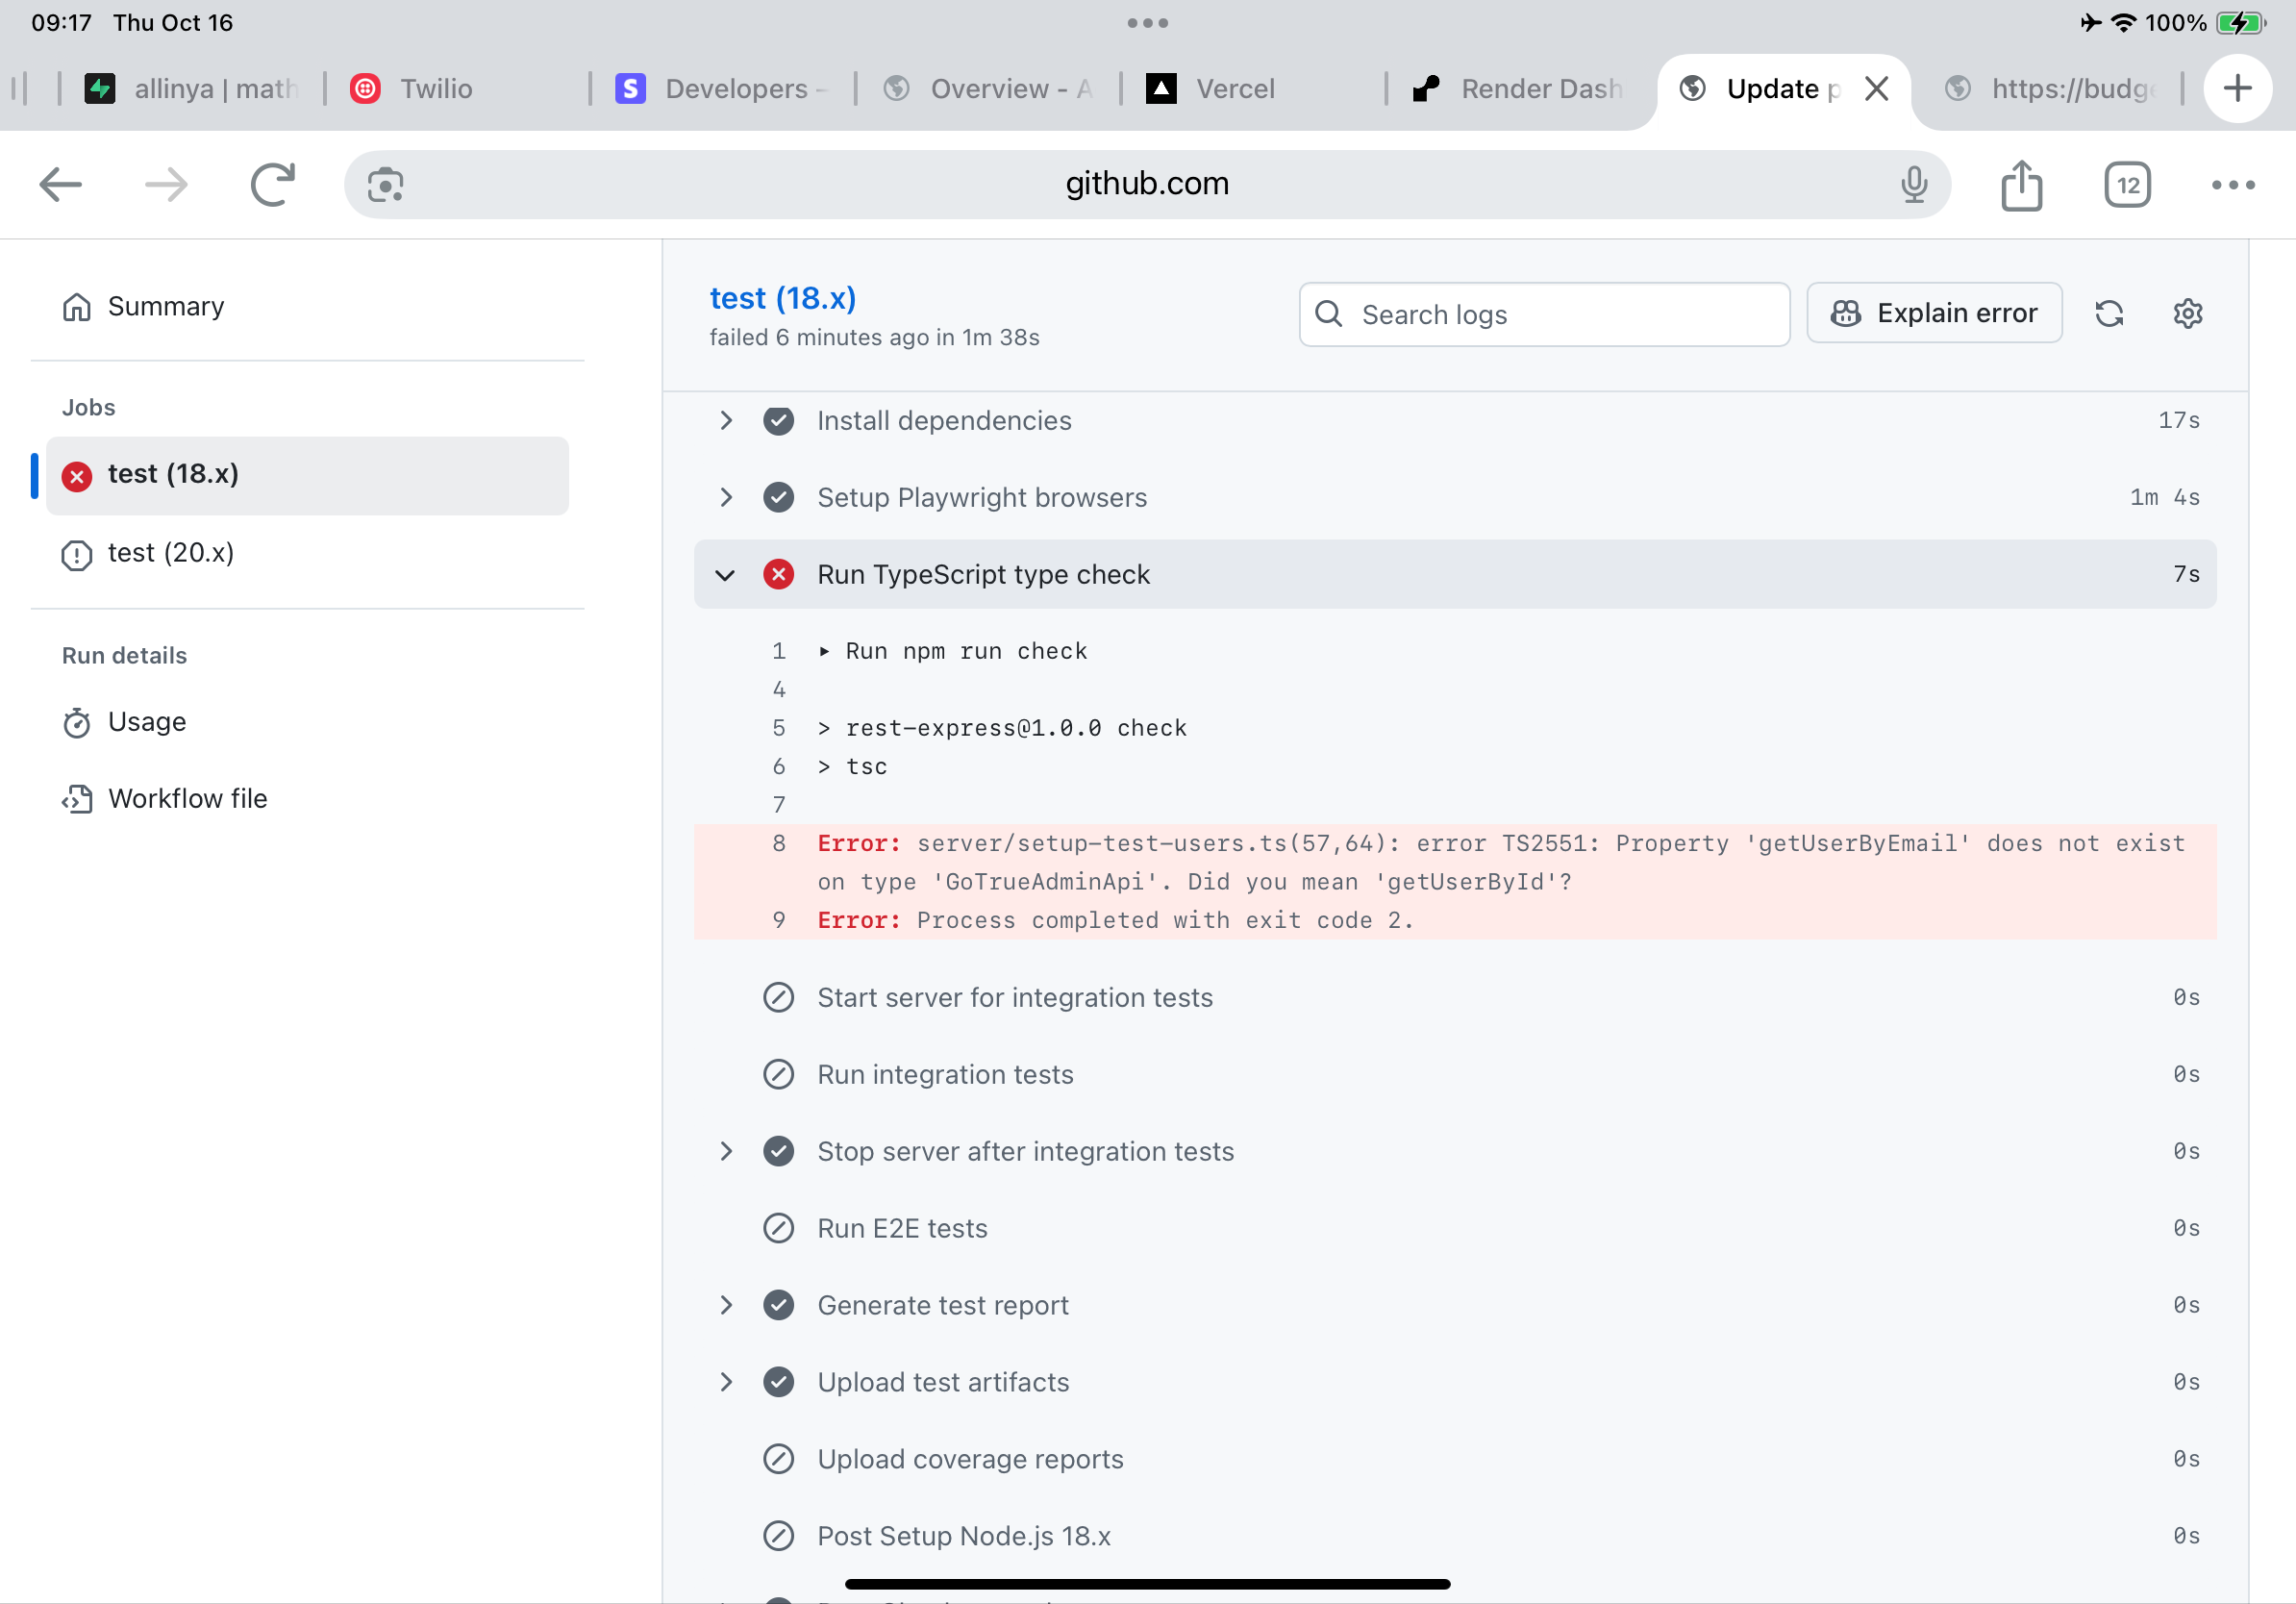 09:17 Thu Oct 16
100%
allinya | math
Twilio
Developers –
Overview - A
Vercel
Render Dash
Update p
https://budge
github.com
12
Summary
Jobs
test (18.x)
test (20.x)
Run details
Usage
Workflow file
test (18.x)
failed 6 minutes ago in 1m 38s
Search logs
Explain error
Install dependencies 17s
Setup Playwright browsers 1m 4s
Run TypeScript type check 7s
1 ▸ Run npm run check
4
5 > rest-express@1.0.0 check
6 > tsc
7
8 Error: server/setup-test-users.ts(57,64): error TS2551: Property 'getUserByEmail' does not exist
on type 'GoTrueAdminApi'. Did you mean 'getUserById'?
9 Error: Process completed with exit code 2.
Start server for integration tests 0s
Run integration tests 0s
Stop server after integration tests 0s
Run E2E tests 0s
Generate test report 0s
Upload test artifacts 0s
Upload coverage reports 0s
Post Setup Node.js 18.x 0s